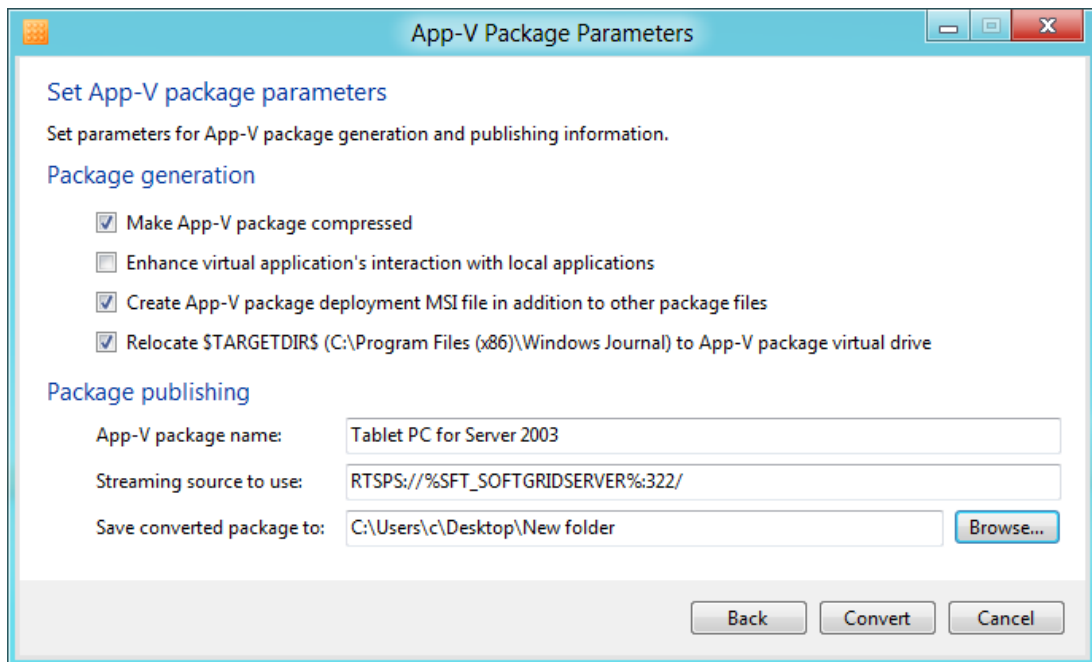 App-V Package Parameters
Set App-V package parameters
Set parameters for App-V package generation and publishing information.
Package generation
Make App-V package compressed
Enhance virtual application's interaction with local applications
Create App-V package deployment MSI file in addition to other package files
Relocate $TARGETDIR$ (C:\Program Files (x86)\Windows Journal) to App-V package virtual drive
Package publishing
App-V package name: Tablet PC for Server 2003
Streaming source to use: RTSPS://%SFT_SOFTGRIDSERVER%:322/
Save converted package to: C:\Users\c\Desktop\New folder Browse...
Back Convert Cancel